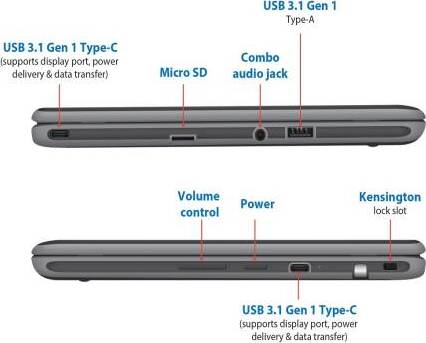 USB 3.1 Gen 1
Type-A
USB 3.1 Gen 1 Type-C
(supports display port, power
delivery & data transfer)
Micro SD
Combo
audio jack
Volume
control
Power
Kensington
lock slot
USB 3.1 Gen 1 Type-C
(supports display port, power
delivery & data transfer)